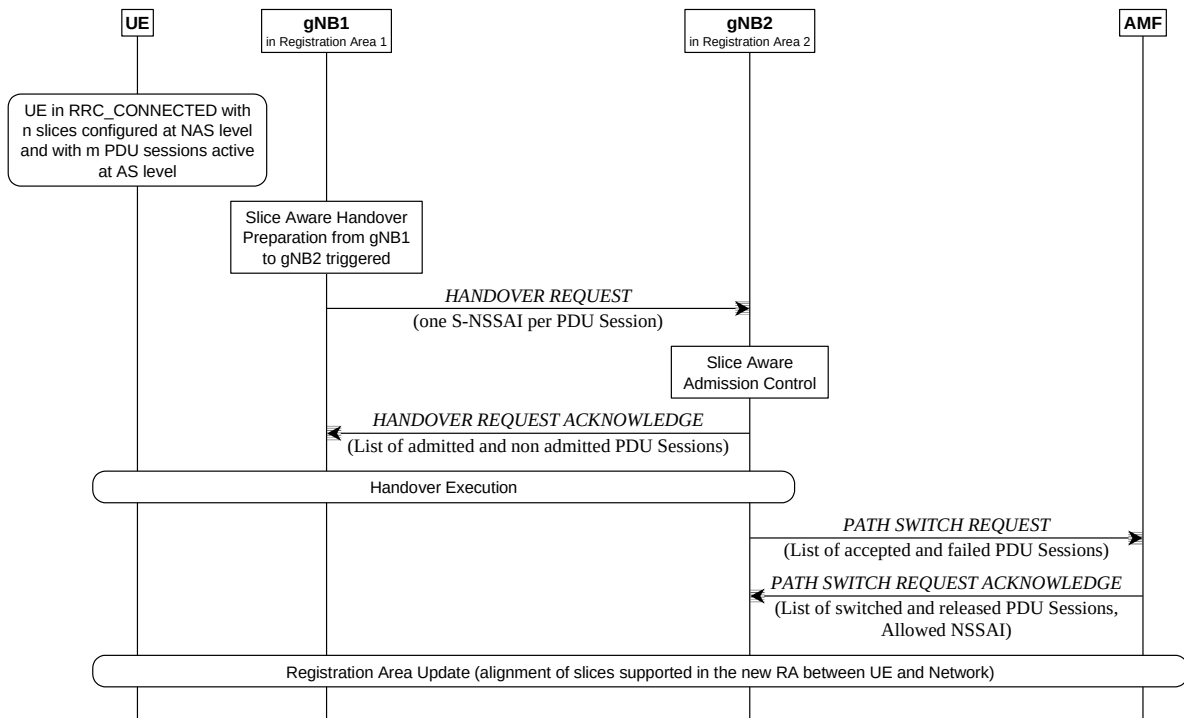 UE
gNB1
in Registration Area 1
gNB2
in Registration Area 2
AMF
UE in RRC_CONNECTED with
n slices configured at NAS level
and with m PDU sessions active
at AS level
Slice Aware Handover
Preparation from gNB1
to gNB2 triggered
HANDOVER REQUEST
(one S-NSSAI per PDU Session)
Slice Aware
Admission Control
HANDOVER REQUEST ACKNOWLEDGE
(List of admitted and non admitted PDU Sessions)
Handover Execution
PATH SWITCH REQUEST
(List of accepted and failed PDU Sessions)
PATH SWITCH REQUEST ACKNOWLEDGE
(List of switched and released PDU Sessions,
Allowed NSSAI)
Registration Area Update (alignment of slices supported in the new RA between UE and Network)